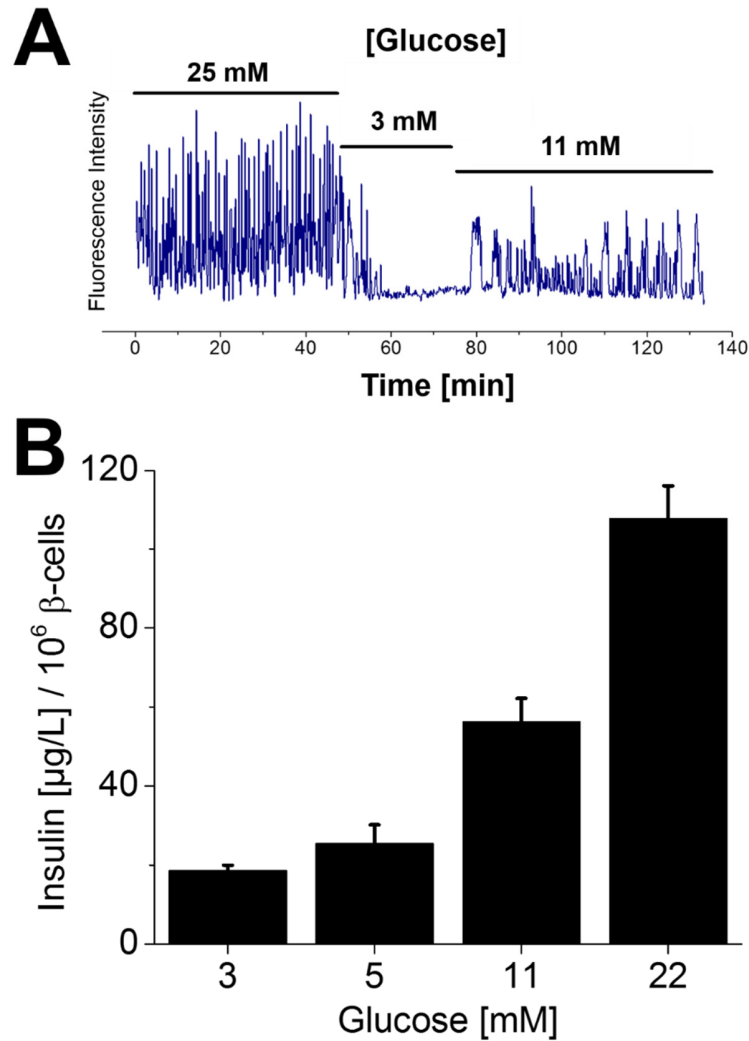 A
[Glucose]
25 mM
3 mM
11 mM
Fluorescence Intensity
0 20 40 60 80 100 120 140
Time [min]
B
120
80
40
0
Insulin [µg/L] / 10⁶ β-cells
3 5 11 22
Glucose [mM]